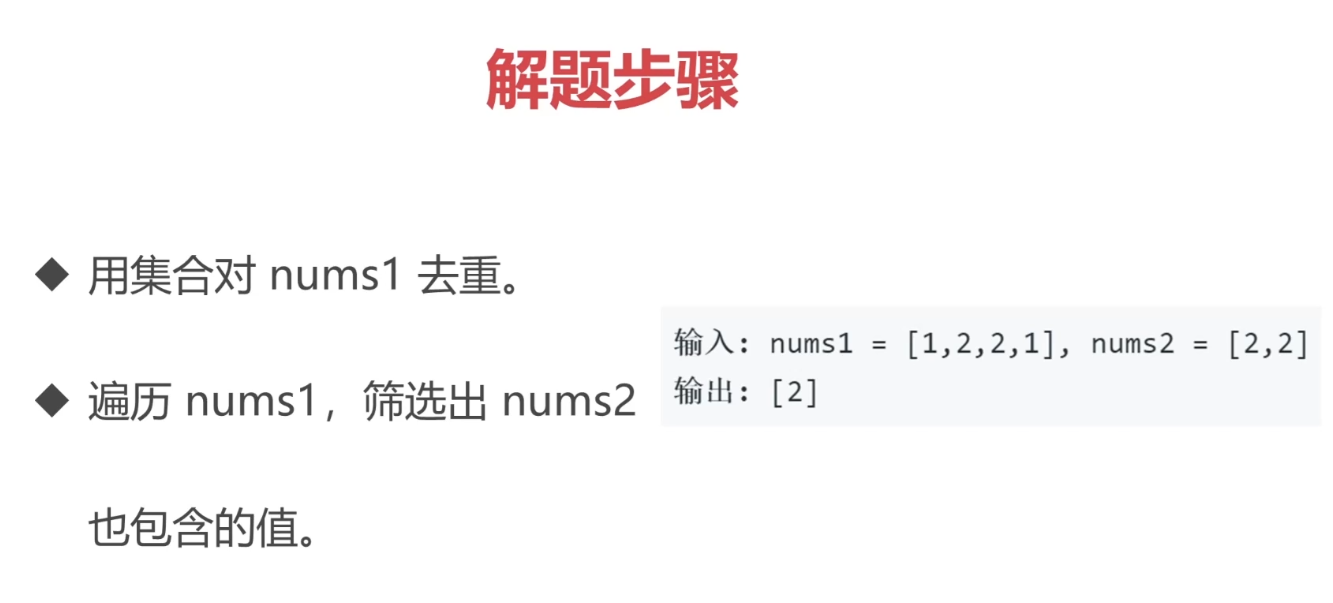 解题步骤
◆ 用集合对 nums1 去重。
◆ 遍历 nums1，筛选出 nums2
也包含的值。
输入: nums1 = [1,2,2,1], nums2 = [2,2]
输出: [2]